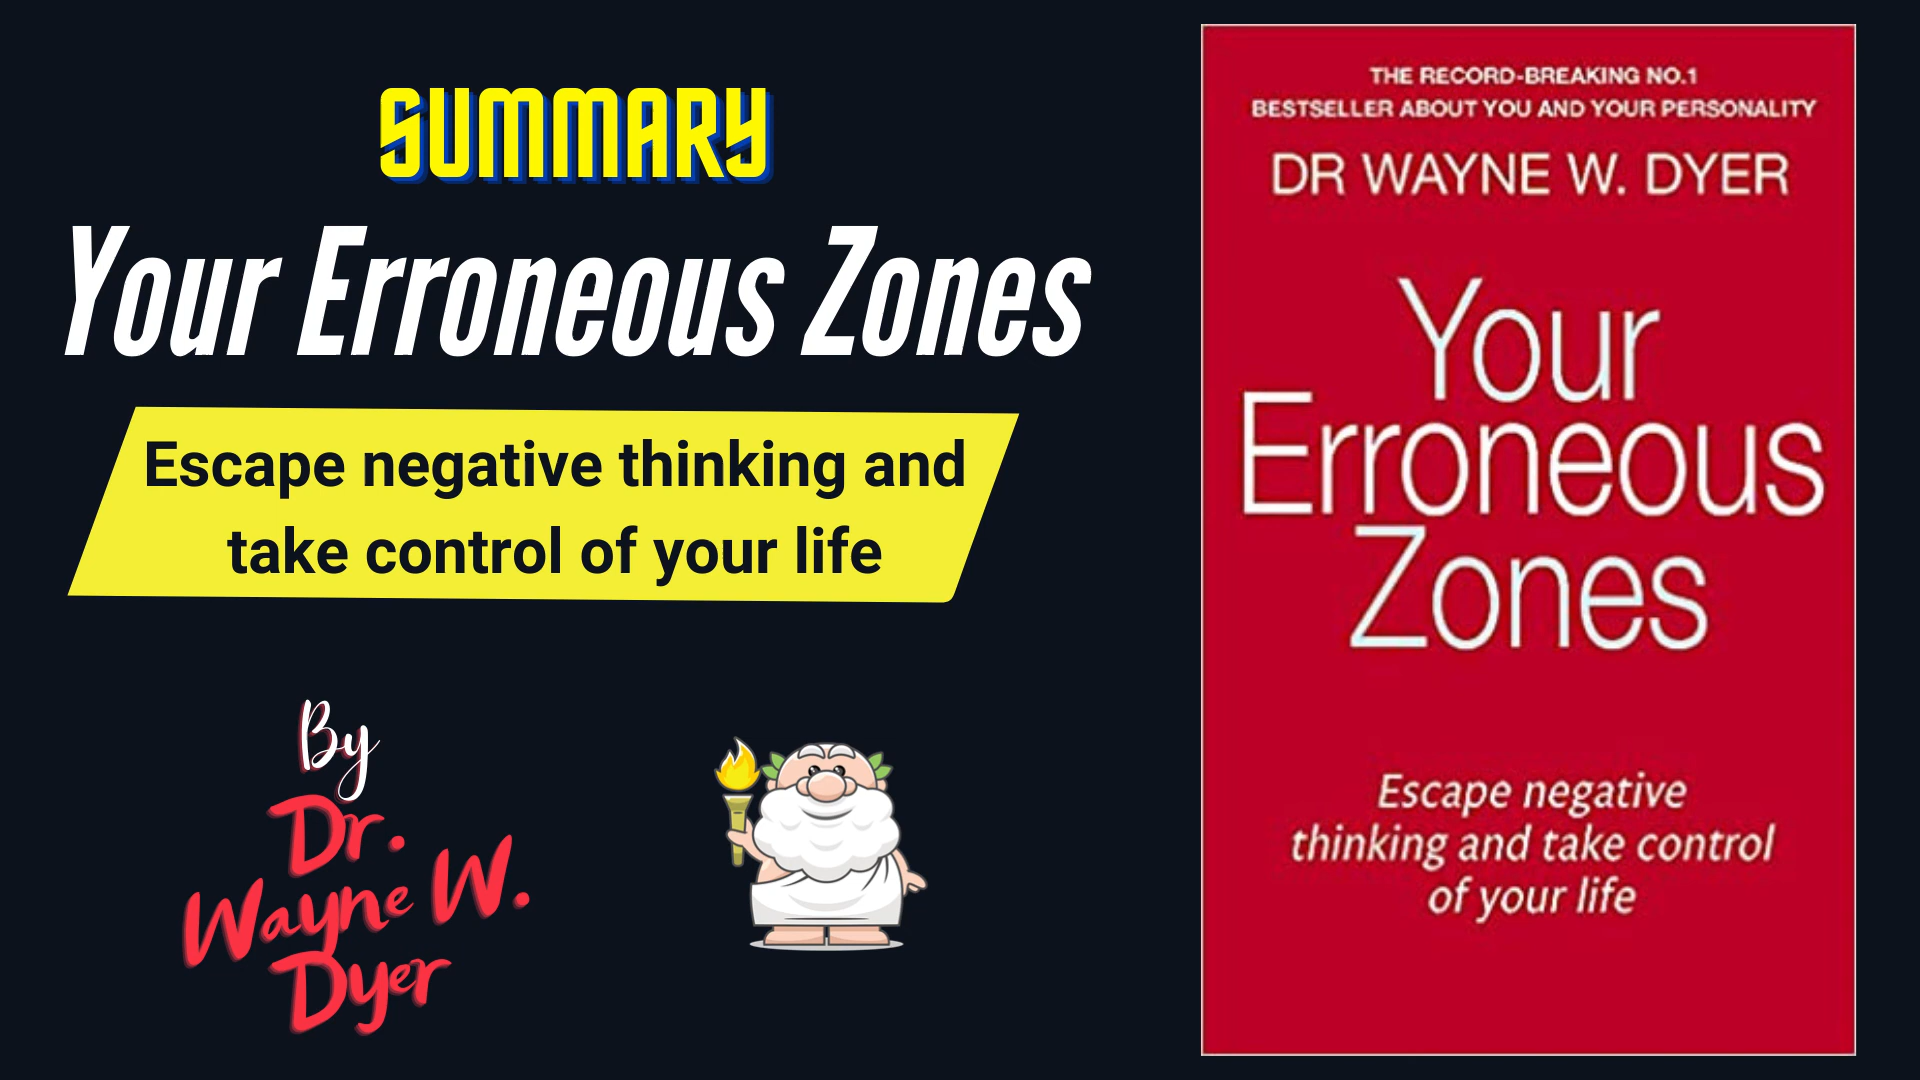 SUMMARY
Your Erroneous Zones
Escape negative thinking and
take control of your life
By
Dr.
Wayne W.
Dyer
THE RECORD-BREAKING NO.1
BESTSELLER ABOUT YOU AND YOUR PERSONALITY
DR WAYNE W. DYER
Your
Erroneous
Zones
Escape negative
thinking and take control
of your life